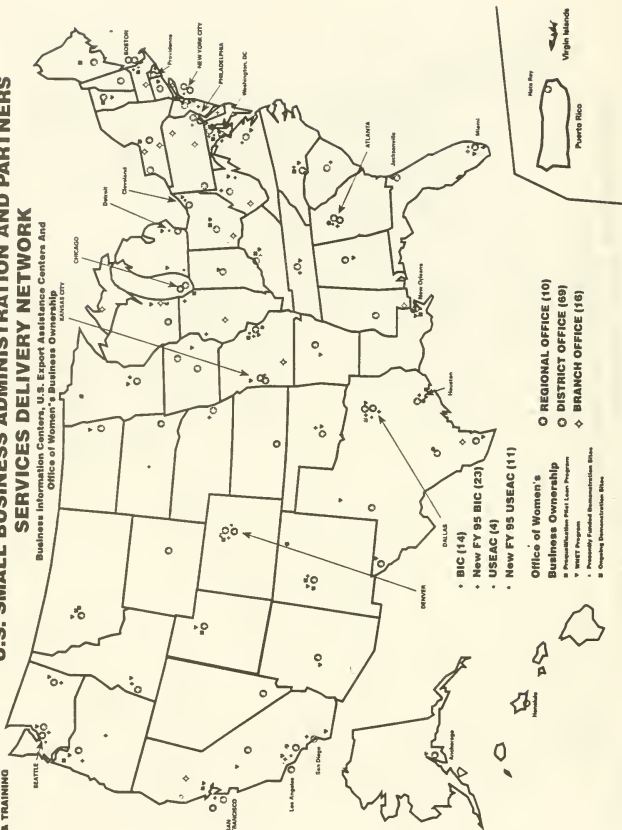 & TRAINING
U.S. SMALL BUSINESS ADMINISTRATION AND PARTNERS
SERVICES DELIVERY NETWORK
Business Information Centers, U.S. Export Assistance Centers And
Office of Women's Business Ownership
SEATTLE
SAN
FRANCISCO
Los Angeles
San Diego
DENVER
DALLAS
Houston
KANSAS CITY
CHICAGO
Detroit
Cleveland
BOSTON
Providence
NEW YORK CITY
PHILADELPHIA
Washington, DC
ATLANTA
Jacksonville
Miami
New Orleans
Anchorage
Honolulu
Hato Rey
Puerto Rico
Virgin Islands
BIC (14)
New FY 95 BIC (23)
USEAC (4)
New FY 95 USEAC (11)
Office of Women's
Business Ownership
Prequalification Pilot Loan Program
WNET Program
Presently Funded Demonstration Sites
Ongoing Demonstration Sites
REGIONAL OFFICE (10)
DISTRICT OFFICE (69)
BRANCH OFFICE (16)